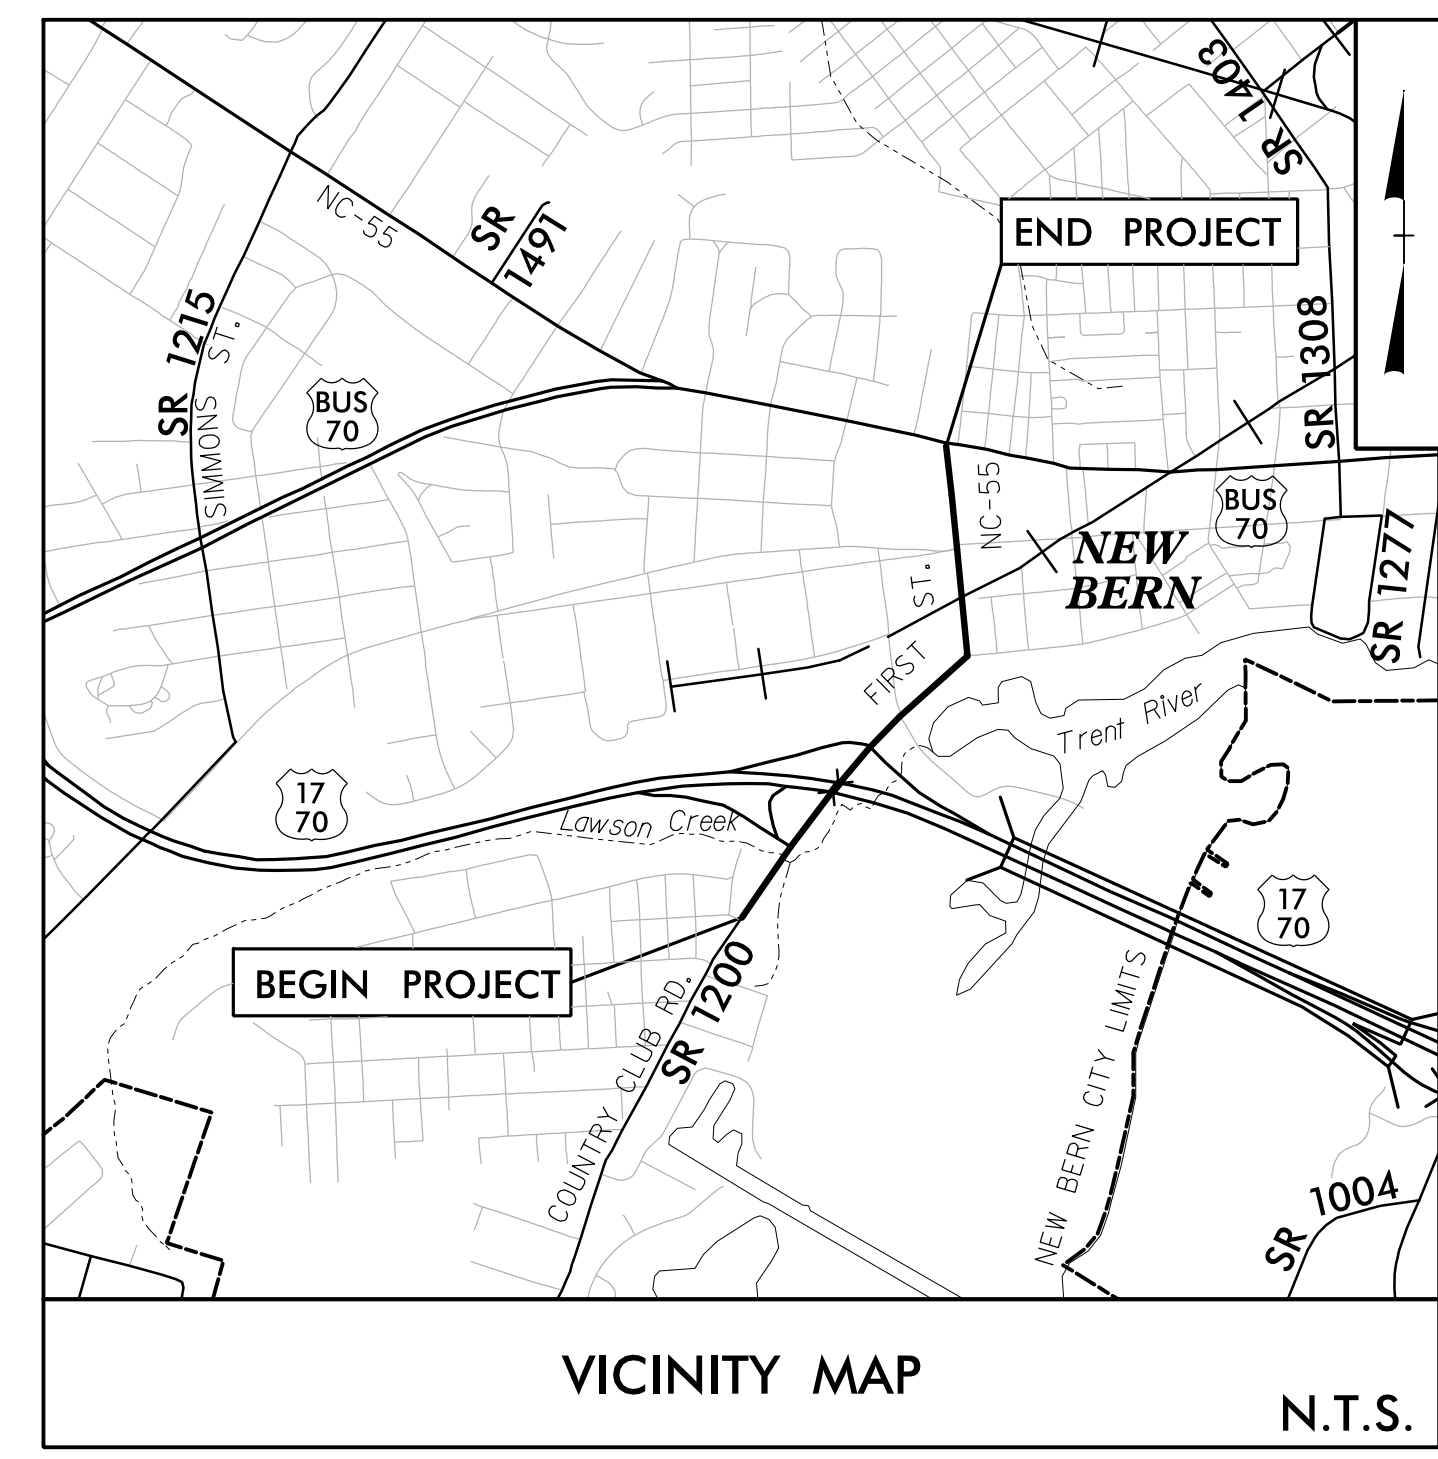 SR 1403
NC-55
SR
1491
END PROJECT
SR 1215
SIMMONS ST.
SR 1308
BUS
70
NC-55
BUS
70
NEW
BERN
SR 1277
FIRST ST.
Trent River
17
70
Lawson Creek
17
70
BEGIN PROJECT
COUNTRY CLUB RD.
SR 1200
NEW BERN CITY LIMITS
SR 1004
VICINITY MAP
N.T.S.